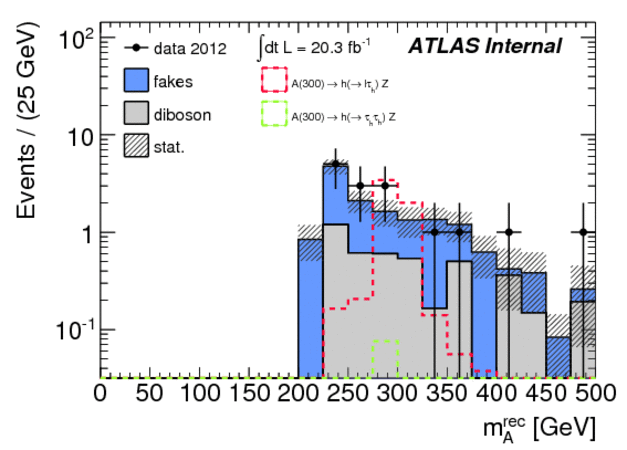 Events / (25 GeV)
10²
10
1
10⁻¹
data 2012
fakes
diboson
stat.
∫dt L = 20.3 fb⁻¹
A(300) → h(→ lτₕ) Z
A(300) → h(→ τₕτₕ) Z
ATLAS Internal
0 50 100 150 200 250 300 350 400 450 500
m_A^rec [GeV]